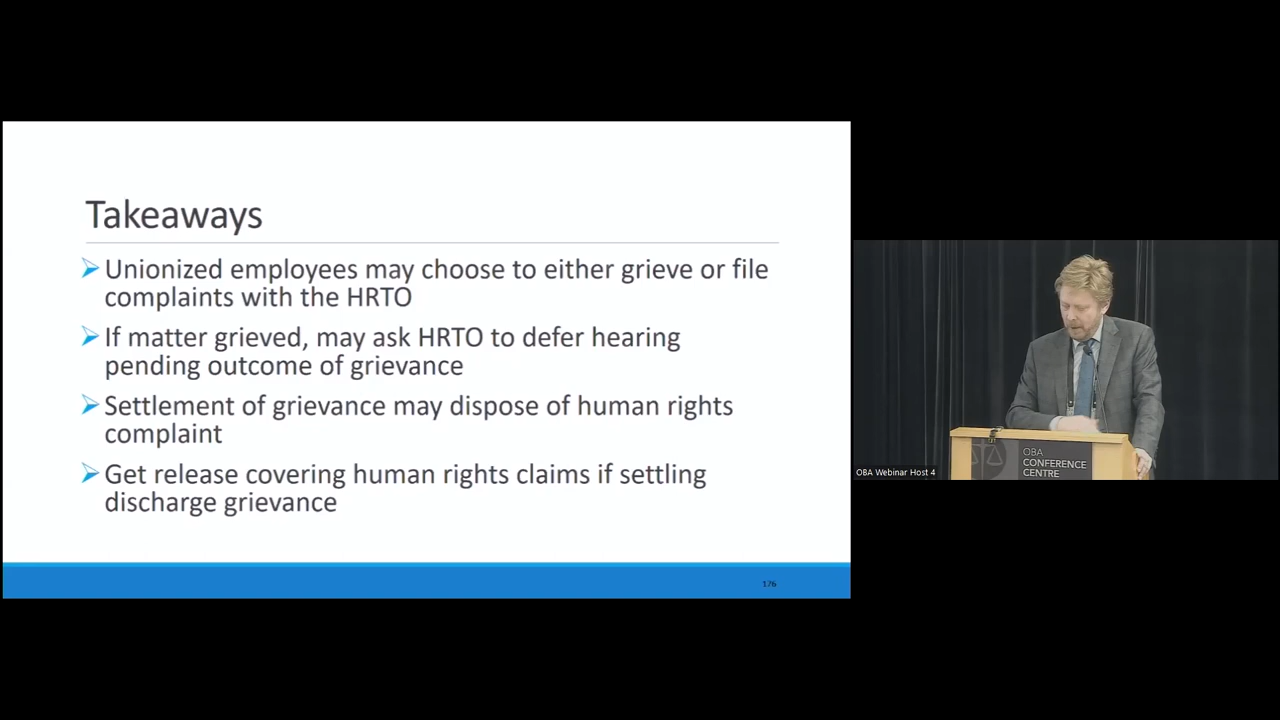 Takeaways
Unionized employees may choose to either grieve or file
complaints with the HRTO
If matter grieved, may ask HRTO to defer hearing
pending outcome of grievance
Settlement of grievance may dispose of human rights
complaint
Get release covering human rights claims if settling
discharge grievance
176
OBA Webinar Host 4
OBA
CONFERENCE
CENTRE